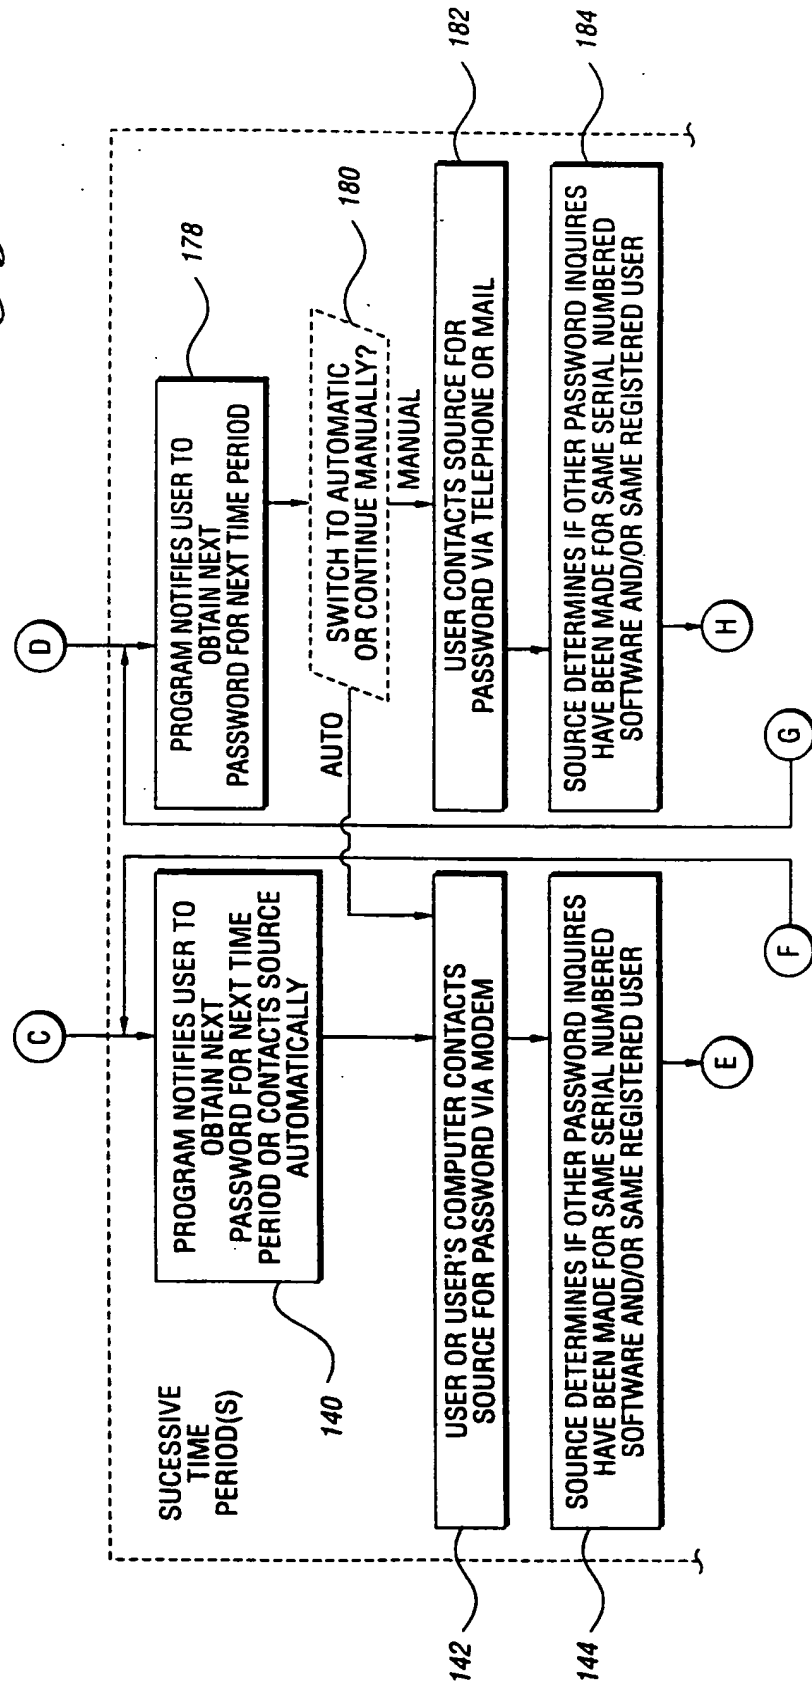 C
D
SUCESSIVE
TIME
PERIOD(S)
PROGRAM NOTIFIES USER TO
OBTAIN NEXT
PASSWORD FOR NEXT TIME
PERIOD OR CONTACTS SOURCE
AUTOMATICALLY
140
PROGRAM NOTIFIES USER TO
OBTAIN NEXT
PASSWORD FOR NEXT TIME PERIOD
178
AUTO
SWITCH TO AUTOMATIC
OR CONTINUE MANUALLY?
180
MANUAL
142
USER OR USER'S COMPUTER CONTACTS
SOURCE FOR PASSWORD VIA MODEM
USER CONTACTS SOURCE FOR
PASSWORD VIA TELEPHONE OR MAIL
182
144
SOURCE DETERMINES IF OTHER PASSWORD INQUIRES
HAVE BEEN MADE FOR SAME SERIAL NUMBERED
SOFTWARE AND/OR SAME REGISTERED USER
SOURCE DETERMINES IF OTHER PASSWORD INQUIRES
HAVE BEEN MADE FOR SAME SERIAL NUMBERED
SOFTWARE AND/OR SAME REGISTERED USER
184
E
H
F
G